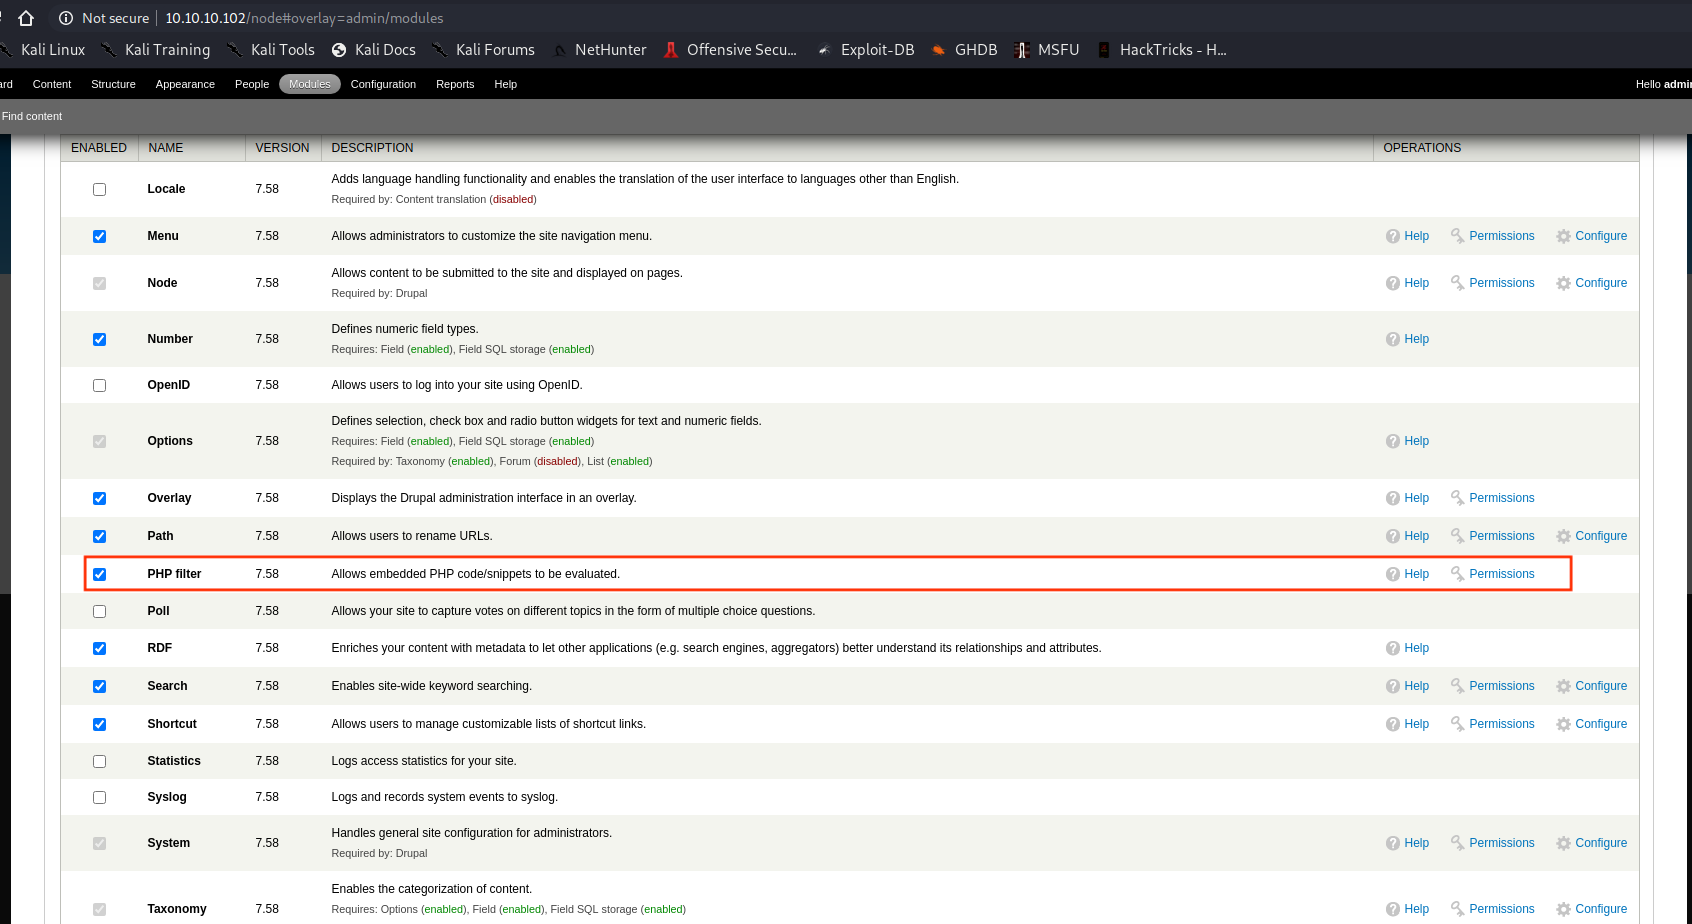 Not secure | 10.10.10.102/node#overlay=admin/modules
Kali Linux Kali Training Kali Tools Kali Docs Kali Forums NetHunter Offensive Secu... Exploit-DB GHDB MSFU HackTricks - H...
ard Content Structure Appearance People Modules Configuration Reports Help Hello admin
Find content
ENABLED NAME VERSION DESCRIPTION OPERATIONS
Locale 7.58 Adds language handling functionality and enables the translation of the user interface to languages other than English.
Required by: Content translation (disabled)
Menu 7.58 Allows administrators to customize the site navigation menu. Help Permissions Configure
Node 7.58 Allows content to be submitted to the site and displayed on pages. Help Permissions Configure
Required by: Drupal
Number 7.58 Defines numeric field types. Help
Requires: Field (enabled), Field SQL storage (enabled)
OpenID 7.58 Allows users to log into your site using OpenID.
Options 7.58 Defines selection, check box and radio button widgets for text and numeric fields. Help
Requires: Field (enabled), Field SQL storage (enabled)
Required by: Taxonomy (enabled), Forum (disabled), List (enabled)
Overlay 7.58 Displays the Drupal administration interface in an overlay. Help Permissions
Path 7.58 Allows users to rename URLs. Help Permissions Configure
PHP filter 7.58 Allows embedded PHP code/snippets to be evaluated. Help Permissions
Poll 7.58 Allows your site to capture votes on different topics in the form of multiple choice questions.
RDF 7.58 Enriches your content with metadata to let other applications (e.g. search engines, aggregators) better understand its relationships and attributes. Help
Search 7.58 Enables site-wide keyword searching. Help Permissions Configure
Shortcut 7.58 Allows users to manage customizable lists of shortcut links. Help Permissions Configure
Statistics 7.58 Logs access statistics for your site.
Syslog 7.58 Logs and records system events to syslog.
System 7.58 Handles general site configuration for administrators. Help Permissions Configure
Required by: Drupal
Taxonomy 7.58 Enables the categorization of content. Help Permissions Configure
Requires: Options (enabled), Field (enabled), Field SQL storage (enabled)